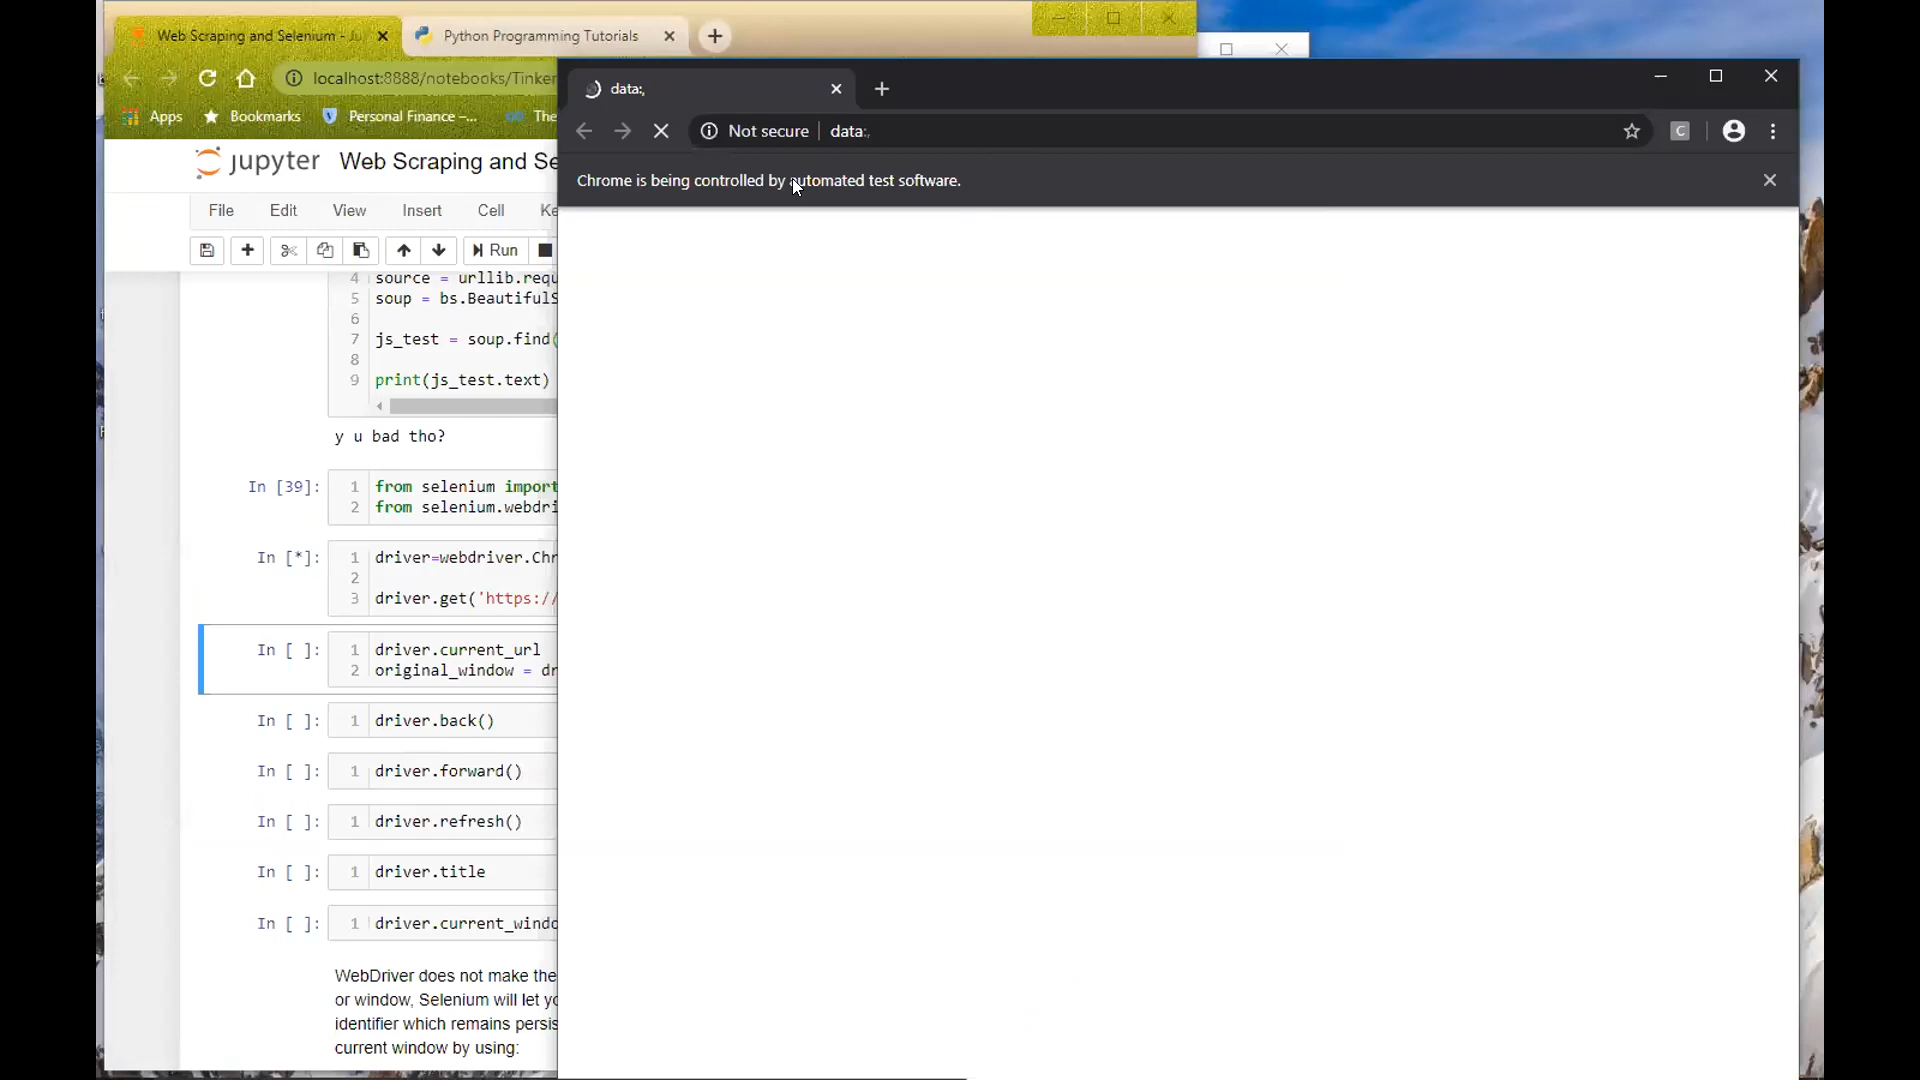 Web Scraping and Selenium - Ju
Python Programming Tutorials
localhost:8888/notebooks/Tinker
Apps
Bookmarks
Personal Finance –...
The
data:,
Not secure
data:,
C
Chrome is being controlled by automated test software.
jupyter
Web Scraping and Se
File
Edit
View
Insert
Cell
Ke
Run
4 source = urllib.requ
5 soup = bs.BeautifulS
6
7 js_test = soup.find(
8
9 print(js_test.text)
y u bad tho?
In [39]:
1 from selenium import
2 from selenium.webdri
In [*]:
1 driver=webdriver.Chr
2
3 driver.get('https://
In [ ]:
1 driver.current_url
2 original_window = dr
In [ ]:
1 driver.back()
In [ ]:
1 driver.forward()
In [ ]:
1 driver.refresh()
In [ ]:
1 driver.title
In [ ]:
1 driver.current_windo
WebDriver does not make the
or window, Selenium will let yo
identifier which remains persis
current window by using: